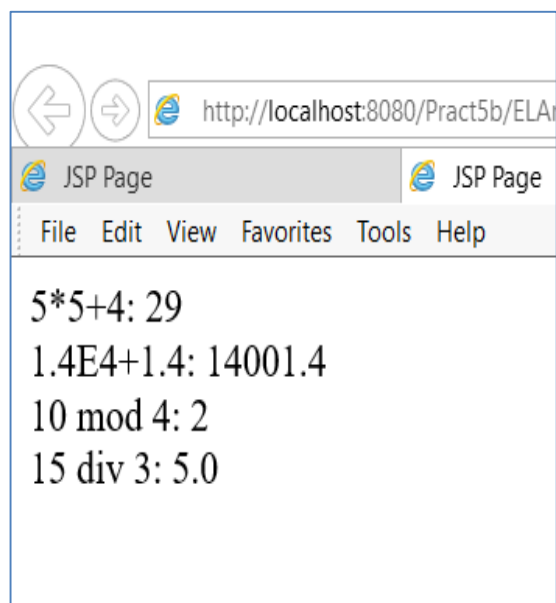 http://localhost:8080/Pract5b/ELAr
JSP Page
JSP Page
File Edit View Favorites Tools Help
5*5+4: 29
1.4E4+1.4: 14001.4
10 mod 4: 2
15 div 3: 5.0